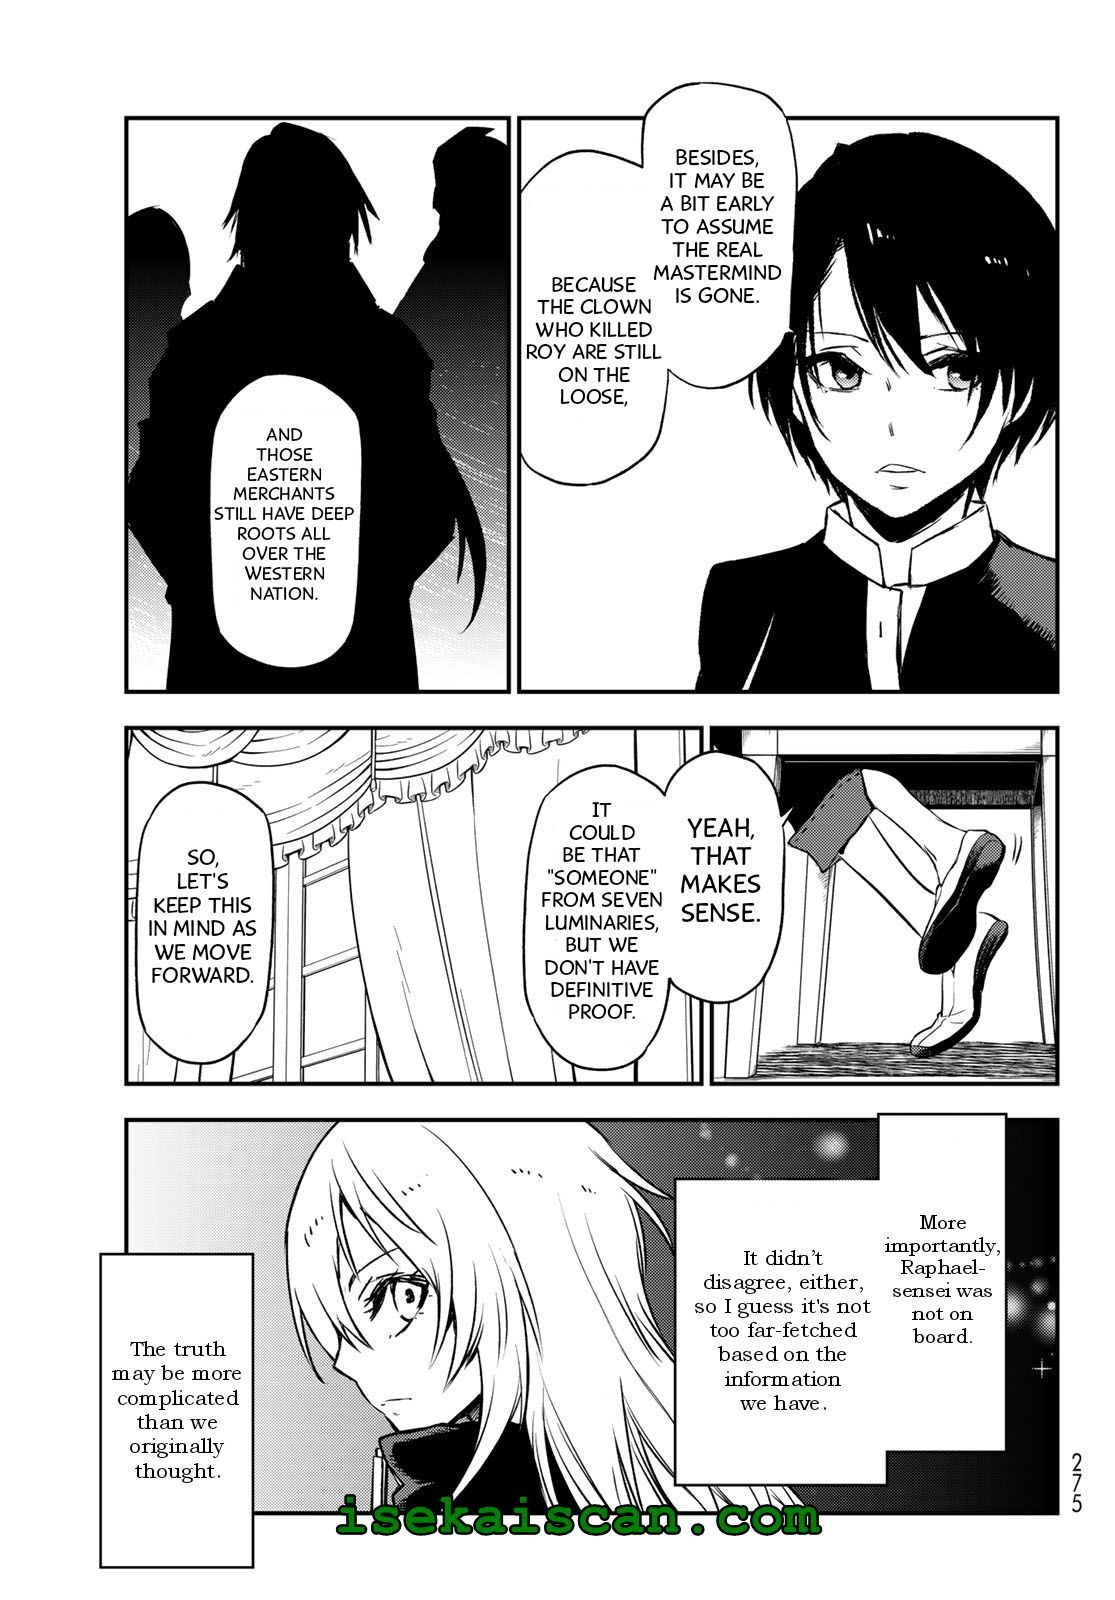 BESIDES,
IT MAY BE
A BIT EARLY
TO ASSUME
THE REAL
MASTERMIND
IS GONE.
BECAUSE
THE CLOWN
WHO KILLED
ROY ARE STILL
ON THE
LOOSE,
AND
THOSE
EASTERN
MERCHANTS
STILL HAVE DEEP
ROOTS ALL
OVER THE
WESTERN
NATION.
YEAH,
THAT
MAKES
SENSE.
IT
COULD
BE THAT
"SOMEONE"
FROM SEVEN
LUMINARIES,
BUT WE
DON'T HAVE
DEFINITIVE
PROOF.
SO,
LET'S
KEEP THIS
IN MIND AS
WE MOVE
FORWARD.
More
importantly,
Raphael-
sensei was
not on
board.
It didn't
disagree, either,
so I guess it's not
too far-fetched
based on the
information
we have.
The truth
may be more
complicated
than we
originally
thought.
275
isekaiscan.com